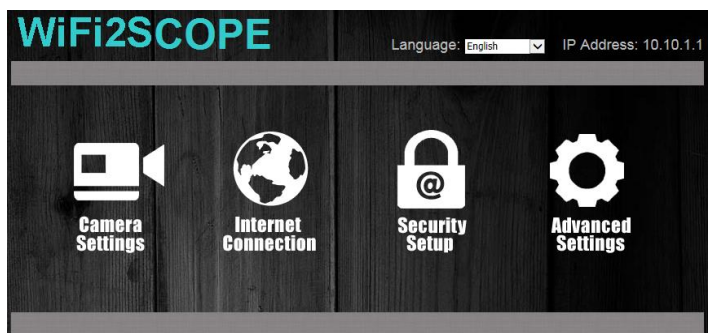 WiFi2SCOPE
Language: English IP Address: 10.10.1.1
@
Camera
Settings
Internet
Connection
Security
Setup
Advanced
Settings